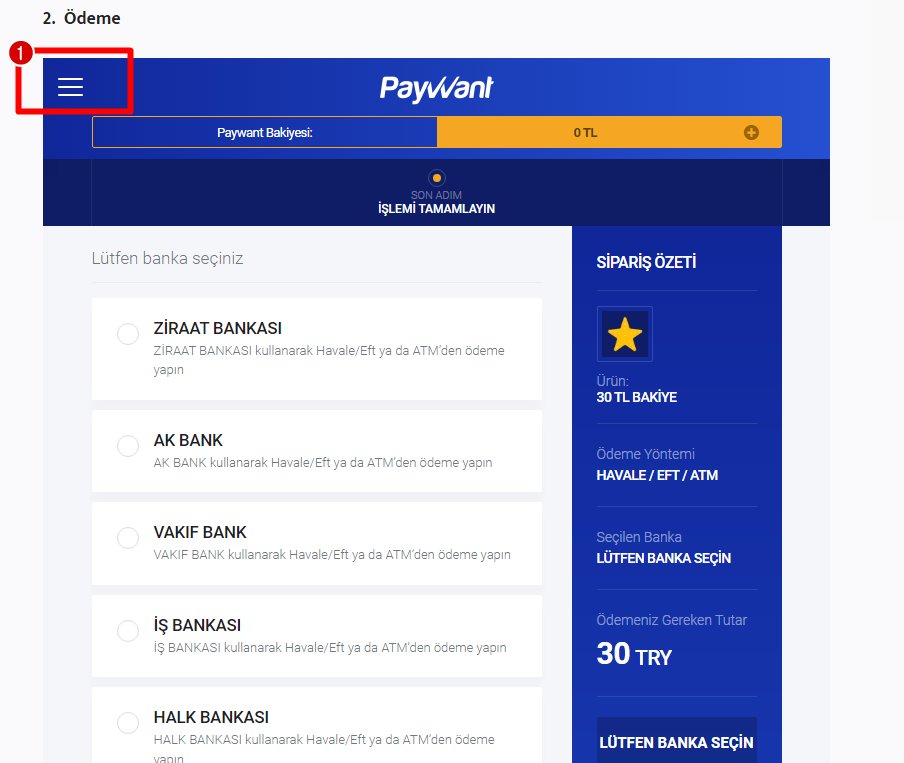 2. Ödeme
1
Paywant
Paywant Bakiyesi:
0 TL
SON ADIM
İŞLEMİ TAMAMLAYIN
Lütfen banka seçiniz
ZİRAAT BANKASI
ZİRAAT BANKASI kullanarak Havale/Eft ya da ATM'den ödeme
yapın
AK BANK
AK BANK kullanarak Havale/Eft ya da ATM'den ödeme yapın
VAKIF BANK
VAKIF BANK kullanarak Havale/Eft ya da ATM'den ödeme yapın
İŞ BANKASI
İŞ BANKASI kullanarak Havale/Eft ya da ATM'den ödeme yapın
HALK BANKASI
HALK BANKASI kullanarak Havale/Eft ya da ATM'den ödeme
yapın
SİPARİŞ ÖZETİ
Ürün:
30 TL BAKİYE
Ödeme Yöntemi
HAVALE / EFT / ATM
Seçilen Banka
LÜTFEN BANKA SEÇİN
Ödemeniz Gereken Tutar
30 TRY
LÜTFEN BANKA SEÇİN